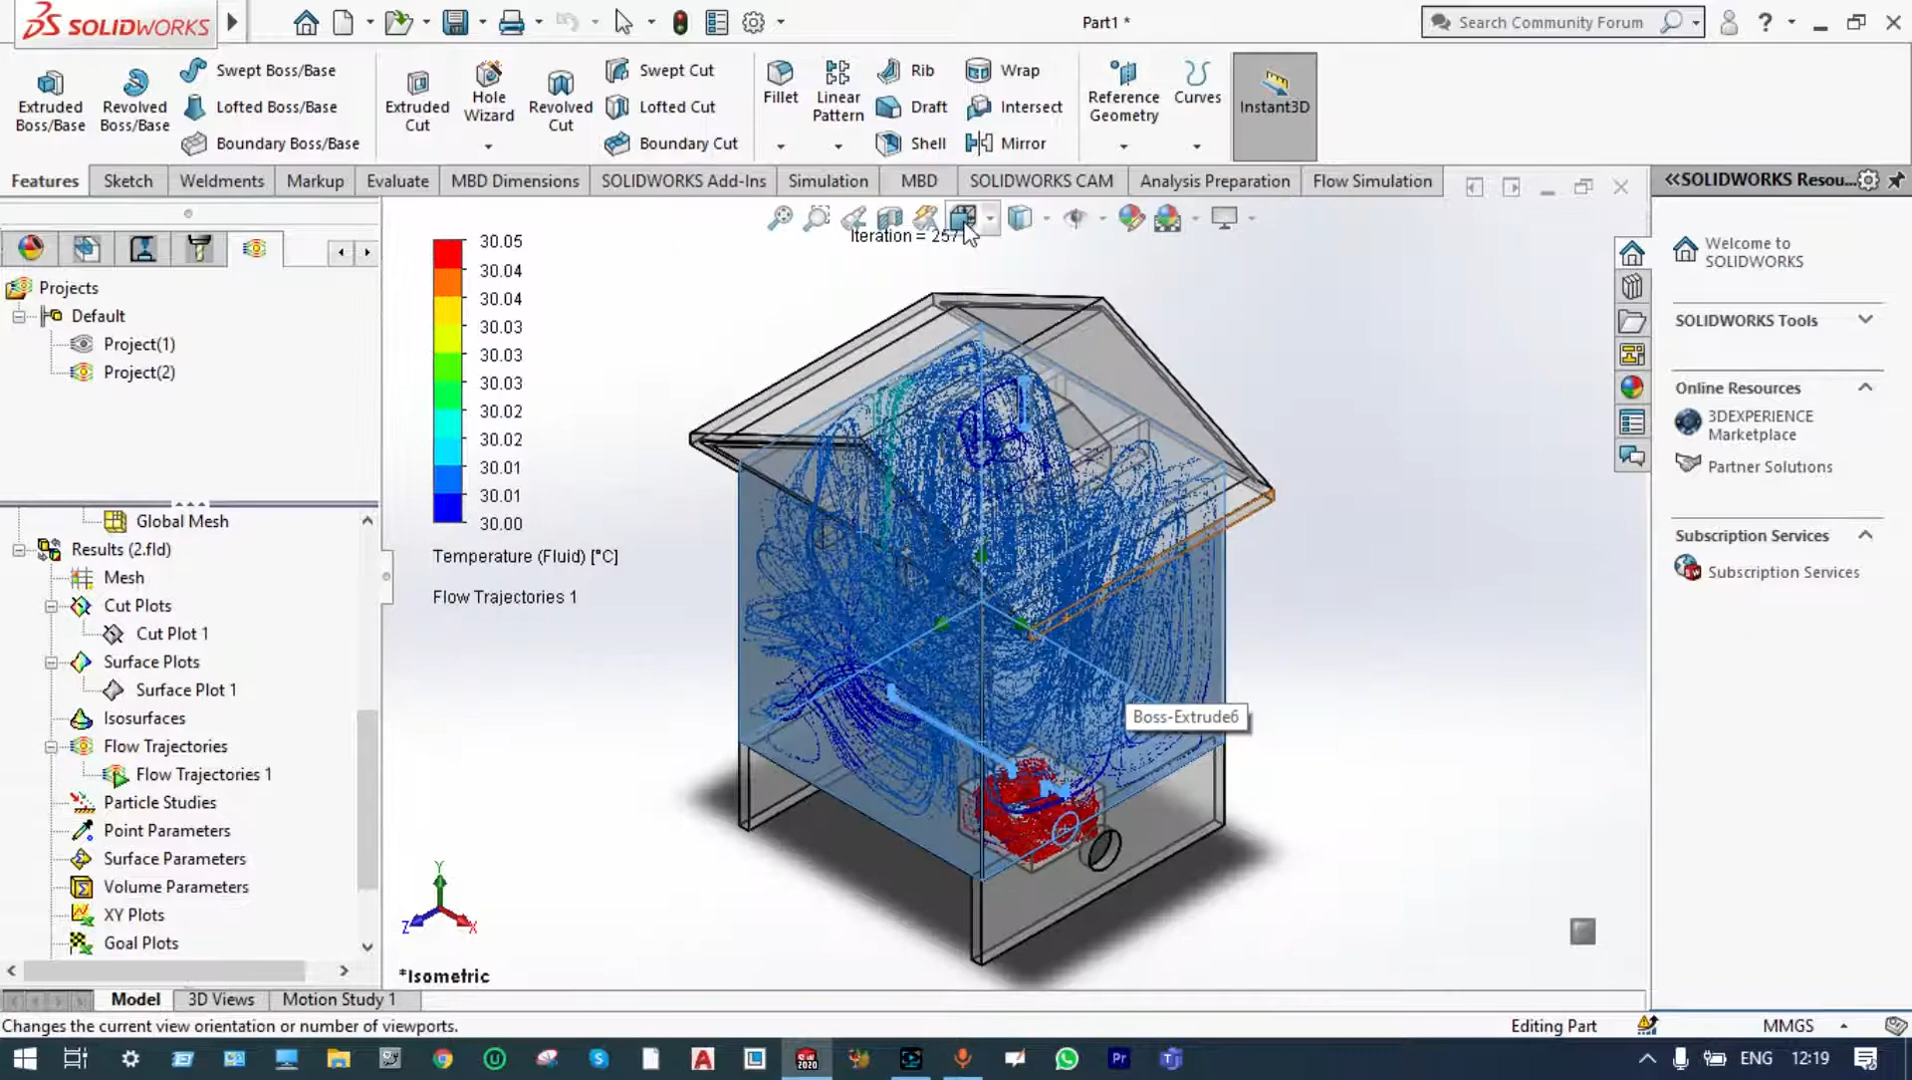 SOLIDWORKS
Part1 *
Search Community Forum
Extruded Boss/Base
Revolved Boss/Base
Swept Boss/Base
Lofted Boss/Base
Boundary Boss/Base
Extruded Cut
Hole Wizard
Revolved Cut
Swept Cut
Lofted Cut
Boundary Cut
Fillet
Linear Pattern
Rib
Draft
Shell
Wrap
Intersect
Mirror
Reference Geometry
Curves
Instant3D
Features
Sketch
Weldments
Markup
Evaluate
MBD Dimensions
SOLIDWORKS Add-Ins
Simulation
MBD
SOLIDWORKS CAM
Analysis Preparation
Flow Simulation
SOLIDWORKS Resou...
Projects
Default
Project(1)
Project(2)
Global Mesh
Results (2.fld)
Mesh
Cut Plots
Cut Plot 1
Surface Plots
Surface Plot 1
Isosurfaces
Flow Trajectories
Flow Trajectories 1
Particle Studies
Point Parameters
Surface Parameters
Volume Parameters
XY Plots
Goal Plots
Iteration = 257
30.05
30.04
30.04
30.03
30.03
30.03
30.02
30.02
30.01
30.01
30.00
Temperature (Fluid) [°C]
Flow Trajectories 1
Boss-Extrude6
Y
Z
X
*Isometric
Welcome to
SOLIDWORKS
SOLIDWORKS Tools
Online Resources
3DEXPERIENCE
Marketplace
Partner Solutions
Subscription Services
Subscription Services
Model
3D Views
Motion Study 1
Changes the current view orientation or number of viewports.
Editing Part
MMGS
SW
2020
Pr
ENG
12:19